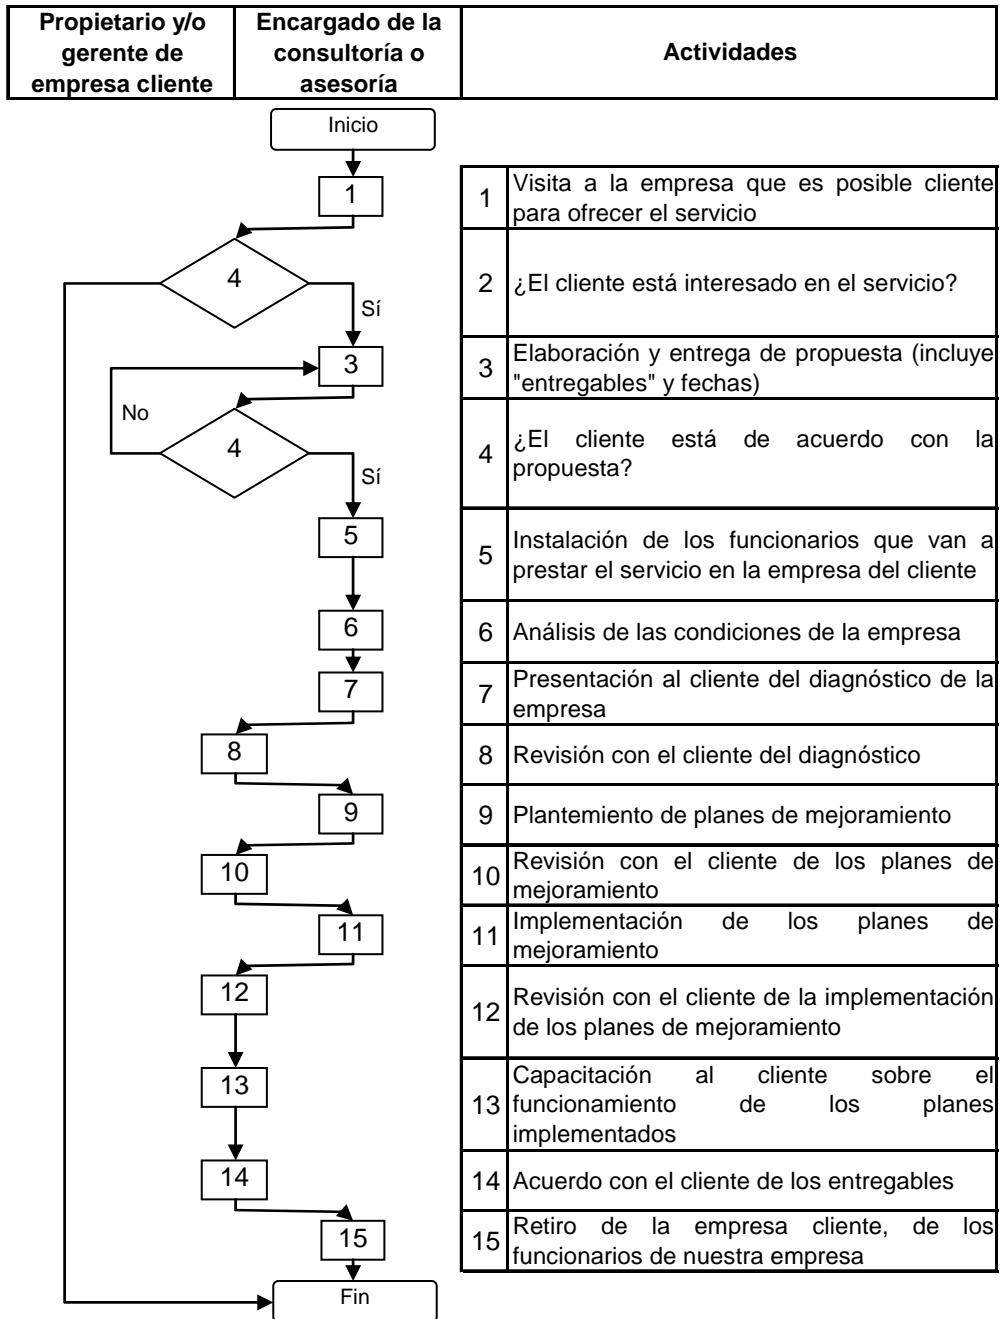 Propietario y/o
gerente de
empresa cliente
Encargado de la
consultoría o
asesoría
Actividades
Inicio
1
4
Sí
3
No
4
Sí
5
6
7
8
9
10
11
12
13
14
15
Fin
1
Visita a la empresa que es posible cliente
para ofrecer el servicio
2
¿El cliente está interesado en el servicio?
3
Elaboración y entrega de propuesta (incluye
"entregables" y fechas)
4
¿El cliente está de acuerdo con la
propuesta?
5
Instalación de los funcionarios que van a
prestar el servicio en la empresa del cliente
6
Análisis de las condiciones de la empresa
7
Presentación al cliente del diagnóstico de la
empresa
8
Revisión con el cliente del diagnóstico
9
Plantemiento de planes de mejoramiento
10
Revisión con el cliente de los planes de
mejoramiento
11
Implementación de los planes de
mejoramiento
12
Revisión con el cliente de la implementación
de los planes de mejoramiento
13
Capacitación al cliente sobre el
funcionamiento de los planes
implementados
14
Acuerdo con el cliente de los entregables
15
Retiro de la empresa cliente, de los
funcionarios de nuestra empresa